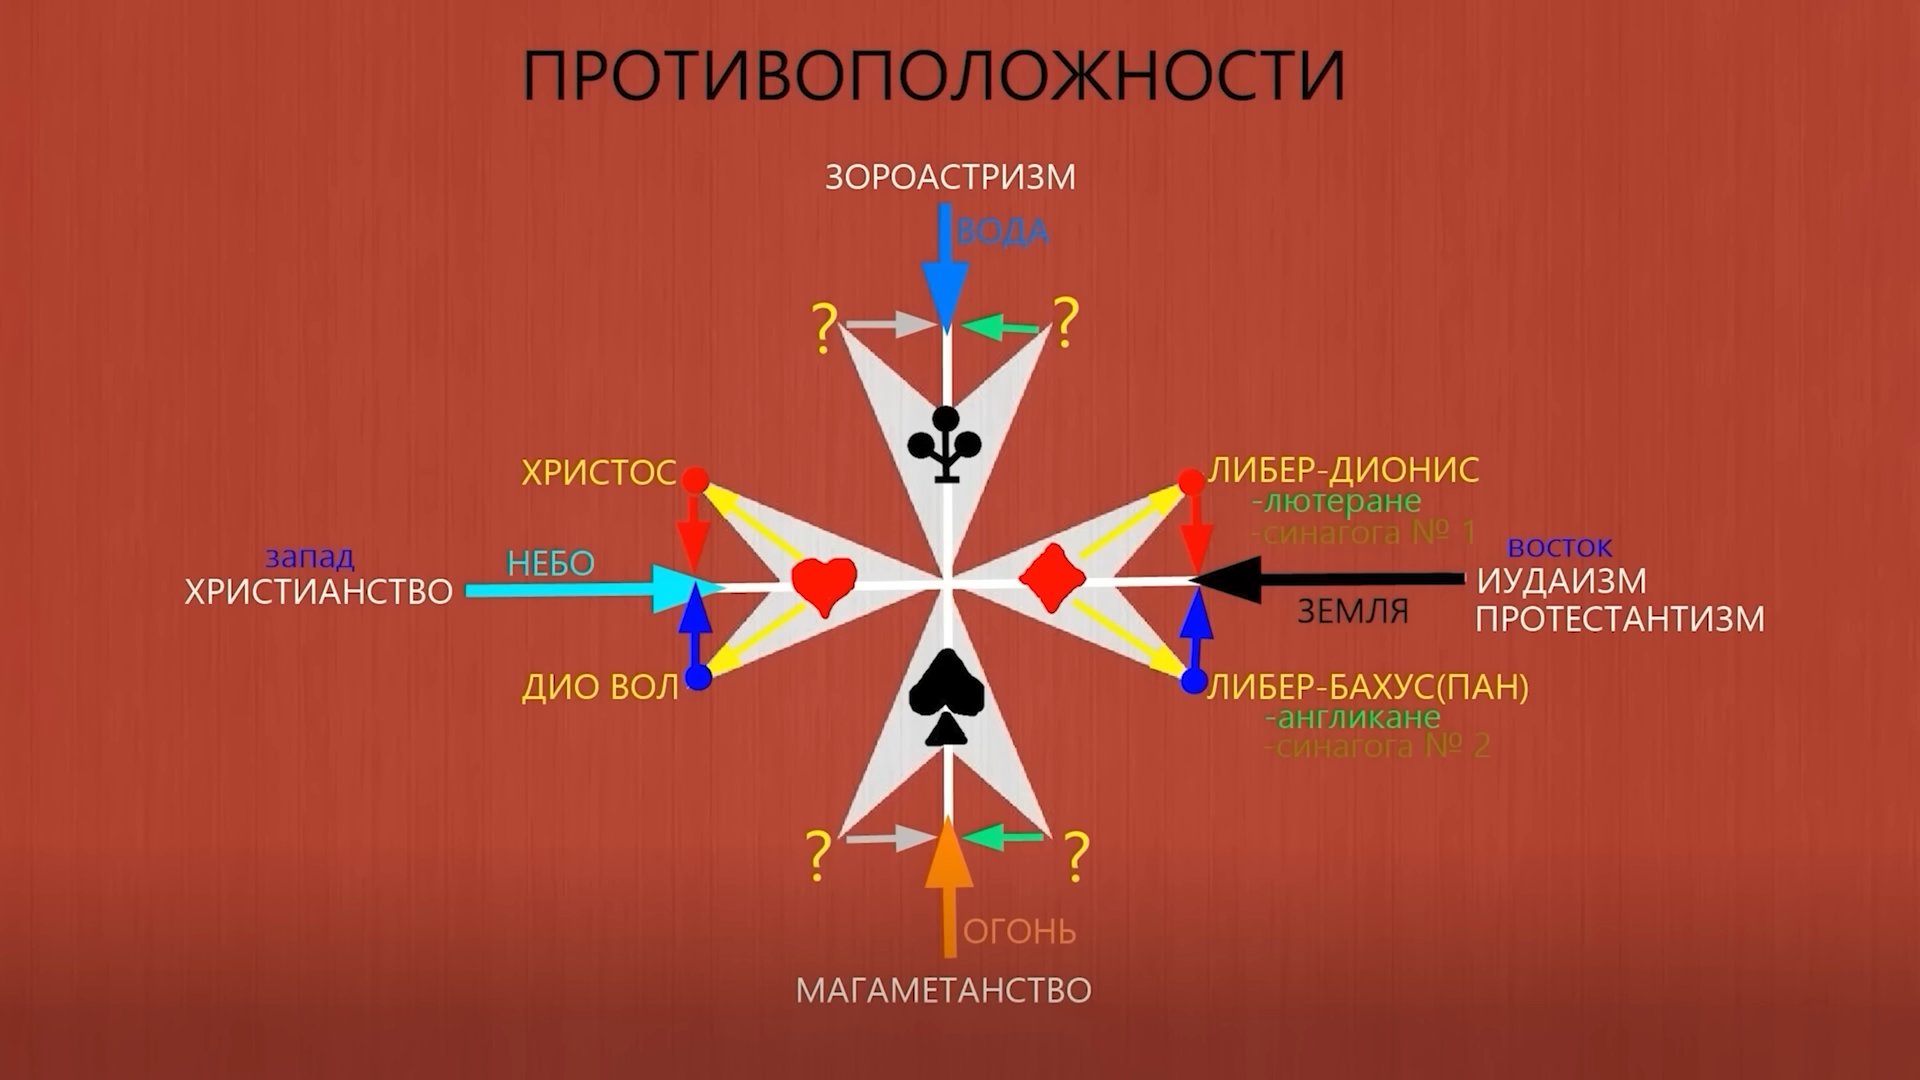 ПРОТИВОПОЛОЖНОСТИ
ЗОРОАСТРИЗМ
ВОДА
? ?
ХРИСТОС
ЛИБЕР-ДИОНИС
-лютеране
-синагога № 1
запад
НЕБО
ХРИСТИАНСТВО
восток
ИУДАИЗМ
ПРОТЕСТАНТИЗМ
ЗЕМЛЯ
ДИО ВОЛ
ЛИБЕР-БАХУС(ПАН)
-англикане
-синагога № 2
? ?
ОГОНЬ
МАГАМЕТАНСТВО